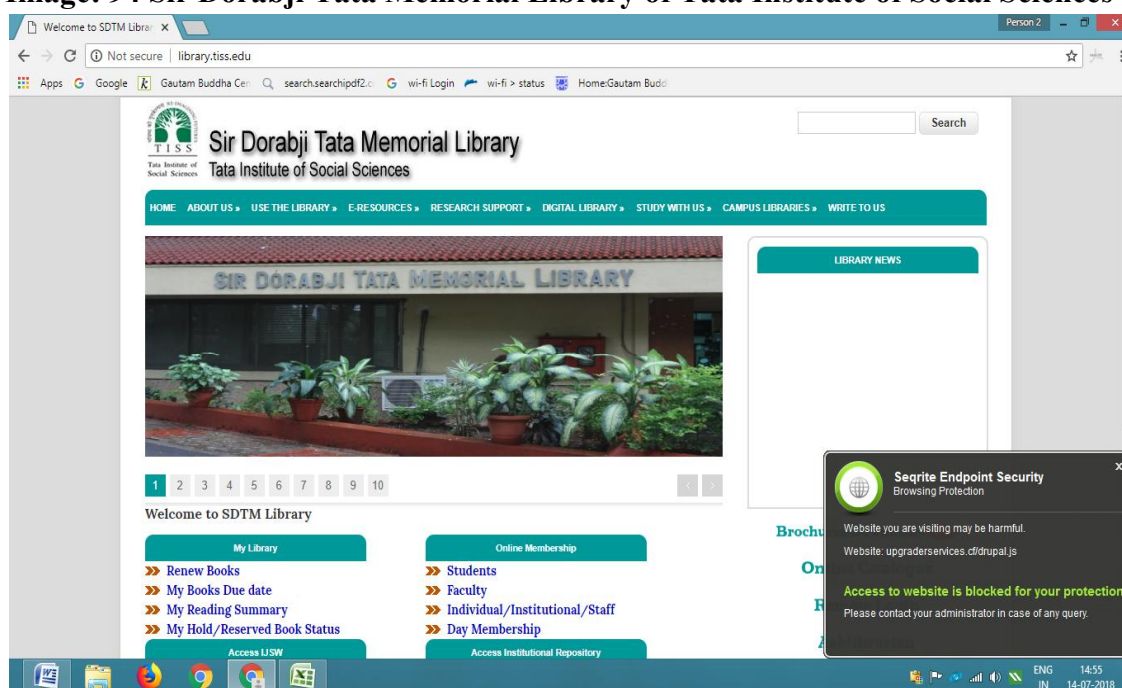 Image: 94 Sir Dorabji Tata Memorial Library of Tata Institute of Social Sciences
Welcome to SDTM Librar
Person 2
Not secure | library.tiss.edu
Apps Google Gautam Buddha Cen search.searchipdf2.c wi-fi Login wi-fi > status Home:Gautam Budd
TISS
Tata Institute of
Social Sciences
Sir Dorabji Tata Memorial Library
Tata Institute of Social Sciences
Search
HOME ABOUT US » USE THE LIBRARY » E-RESOURCES » RESEARCH SUPPORT » DIGITAL LIBRARY » STUDY WITH US » CAMPUS LIBRARIES » WRITE TO US
SIR DORABJI TATA MEMORIAL LIBRARY
LIBRARY NEWS
1 2 3 4 5 6 7 8 9 10
Welcome to SDTM Library
My Library
Renew Books
My Books Due date
My Reading Summary
My Hold/Reserved Book Status
Access IJSW
Online Membership
Students
Faculty
Individual/Institutional/Staff
Day Membership
Access Institutional Repository
Brochu
On
Seqrite Endpoint Security
Browsing Protection
Website you are visiting may be harmful.
Website: upgraderservices.cf/drupal.js
Access to website is blocked for your protection
Please contact your administrator in case of any query.
ENG
IN
14:55
14-07-2018